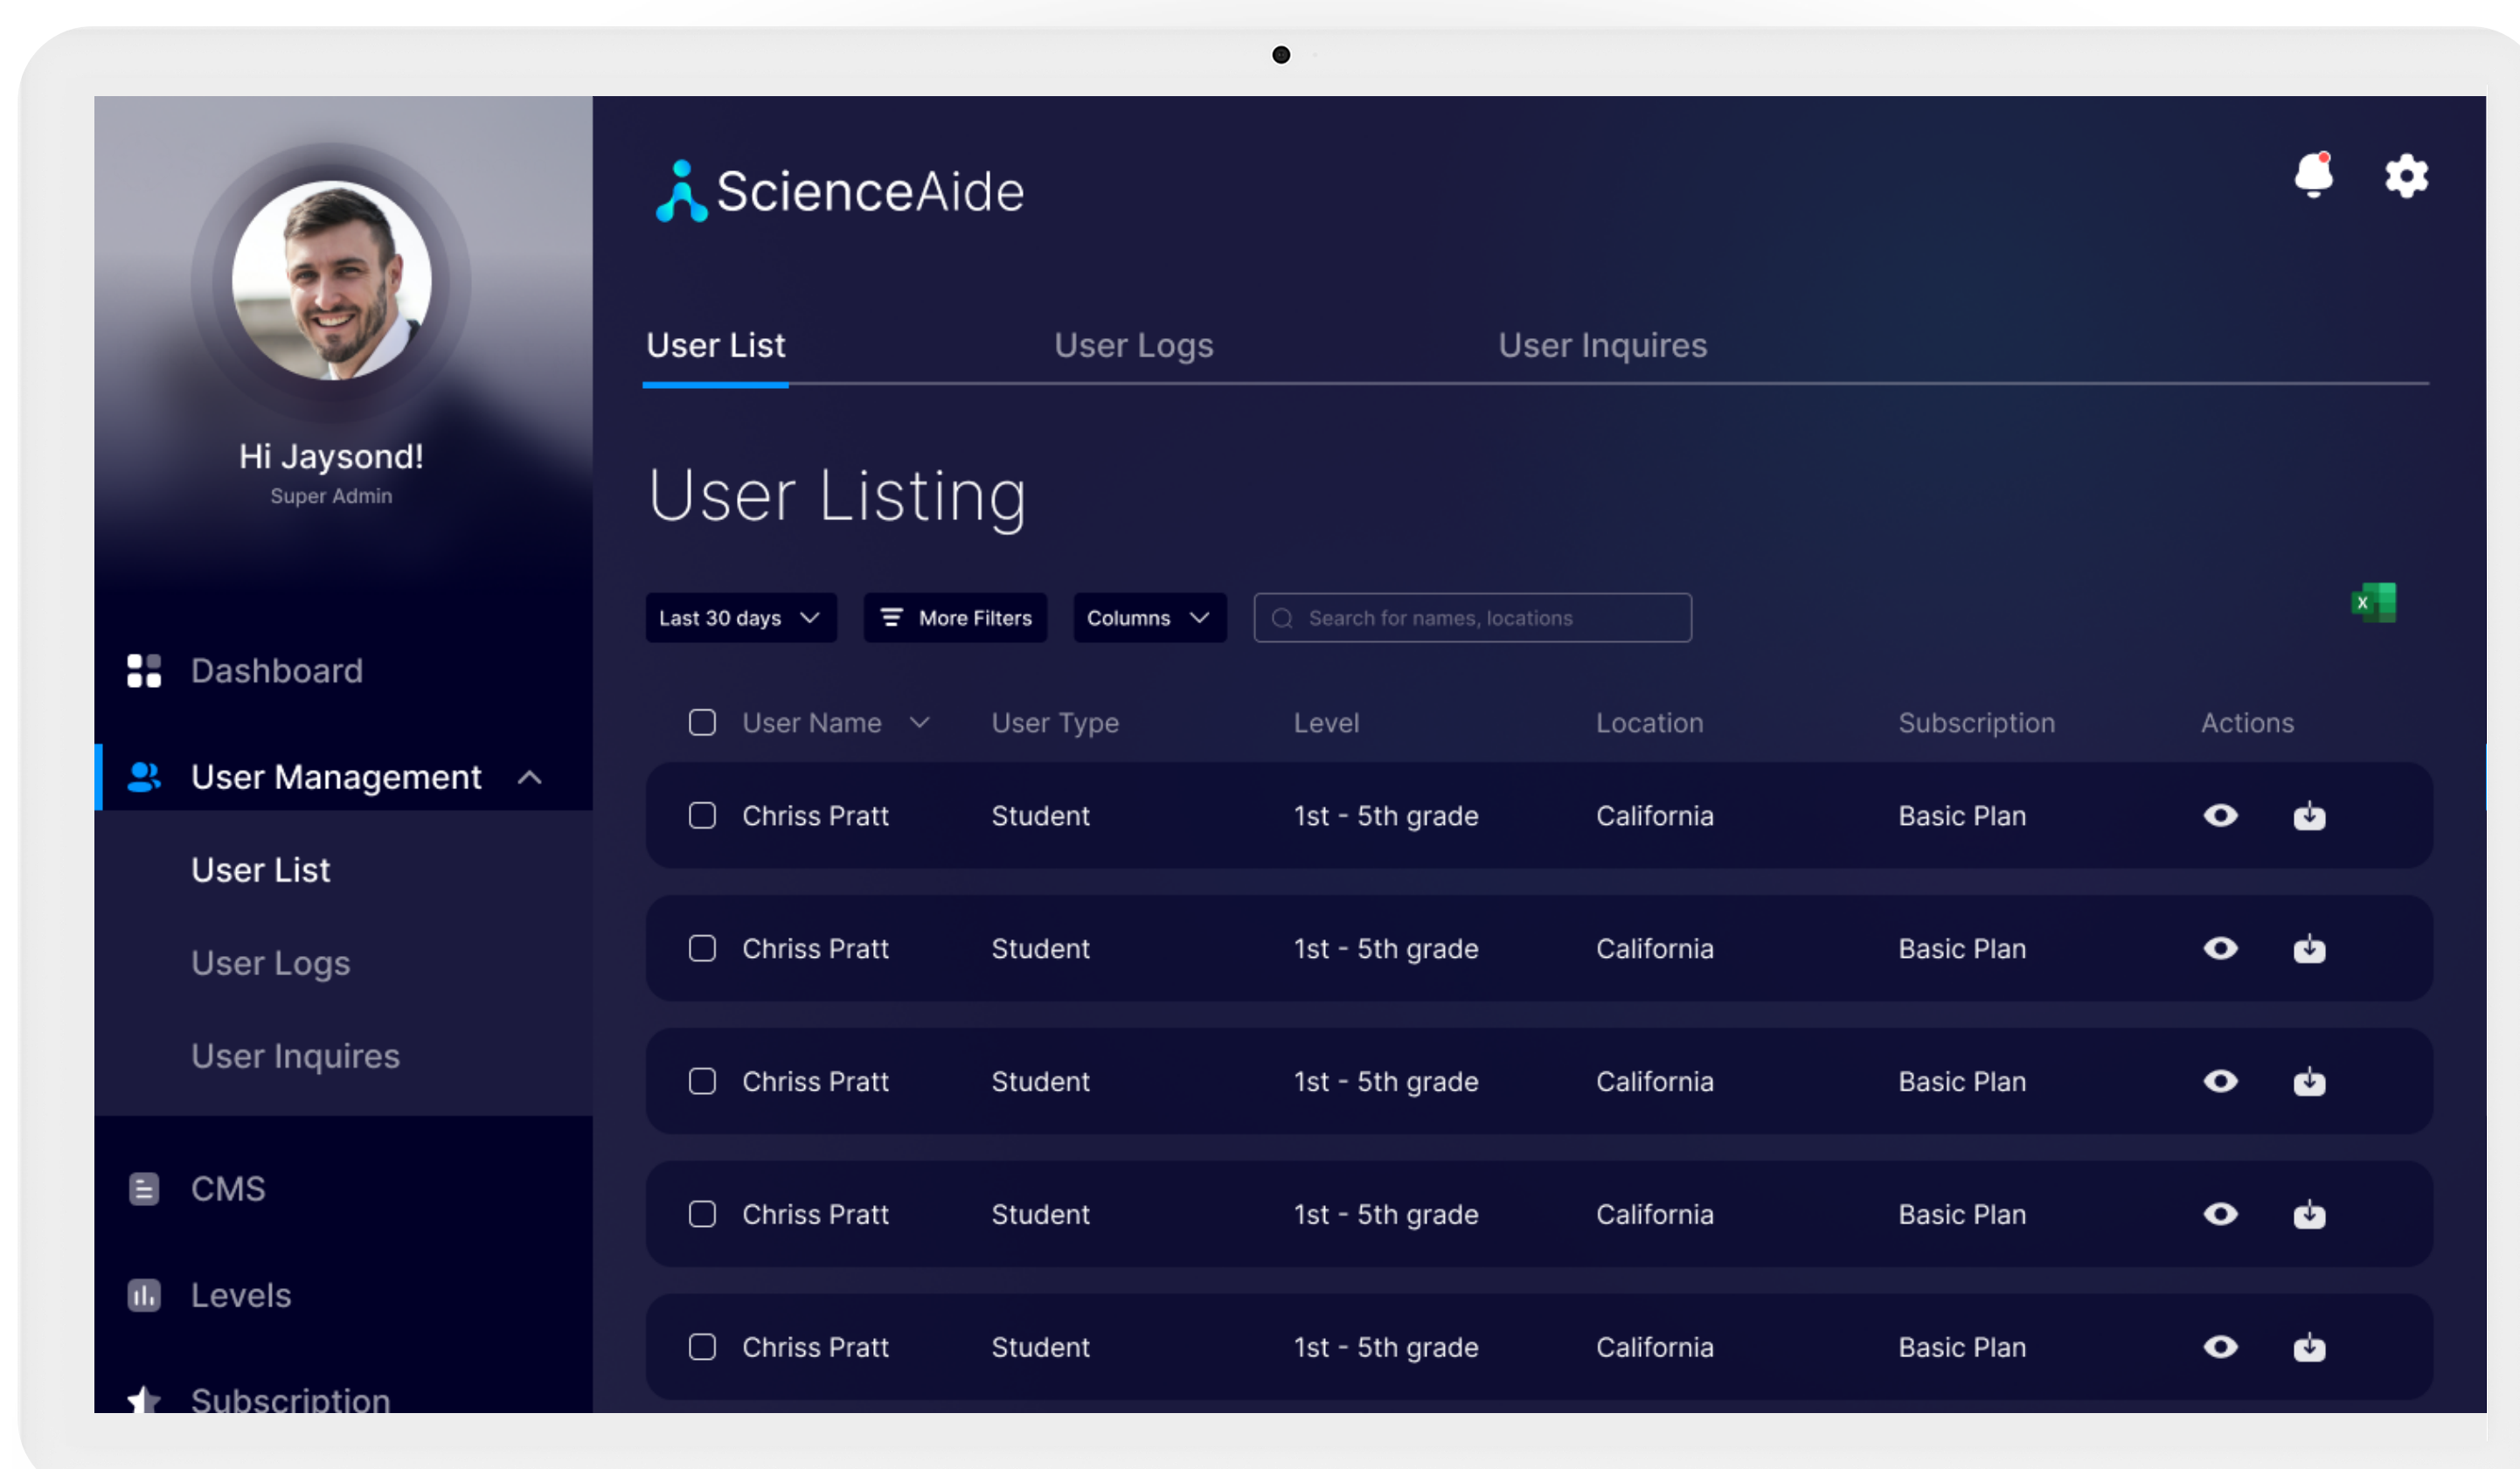 Hi Jaysond!
Super Admin
Dashboard
User Management
User List
User Logs
User Inquires
CMS
Levels
Subscription
ScienceAide
User List User Logs User Inquires
User Listing
Last 30 days More Filters Columns Search for names, locations
X
User Name User Type Level Location Subscription Actions
Chriss Pratt Student 1st - 5th grade California Basic Plan
Chriss Pratt Student 1st - 5th grade California Basic Plan
Chriss Pratt Student 1st - 5th grade California Basic Plan
Chriss Pratt Student 1st - 5th grade California Basic Plan
Chriss Pratt Student 1st - 5th grade California Basic Plan